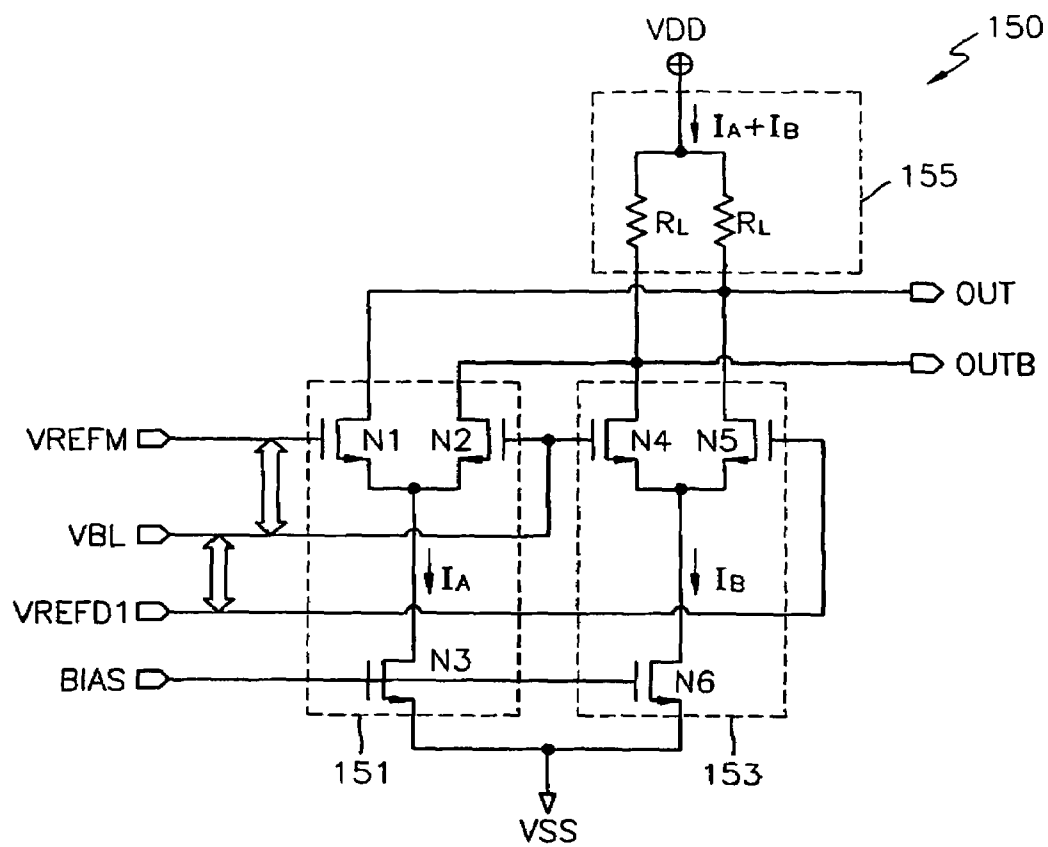 150
VDD
IA+IB
155
RL RL
OUT
OUTB
VREFM
N1 N2 N4 N5
VBL
IA IB
VREFD1
N3
BIAS
N6
151 153
VSS